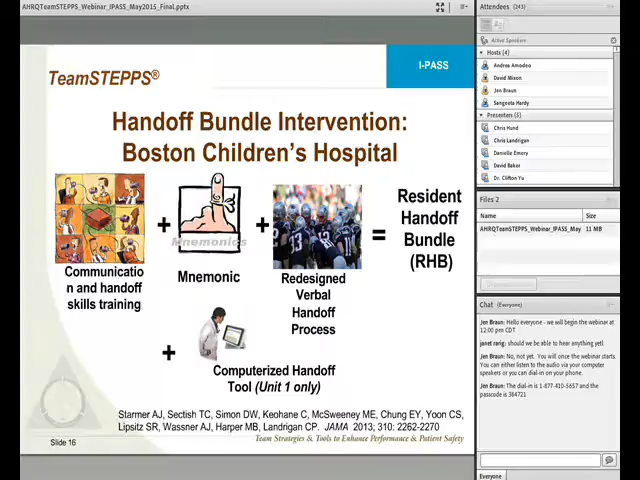 AHRQTeamSTEPPS_Webinar_IPASS_May2015_Final.pptx
TeamSTEPPS®
I-PASS
Handoff Bundle Intervention:
Boston Children's Hospital
Mnemonics
+
+
=
Communicatio
n and handoff
skills training
Mnemonic
Redesigned
Verbal
Handoff
Process
Resident
Handoff
Bundle
(RHB)
+
Computerized Handoff
Tool (Unit 1 only)
Starmer AJ, Sectish TC, Simon DW, Keohane C, McSweeney ME, Chung EY, Yoon CS,
Lipsitz SR, Wassner AJ, Harper MB, Landrigan CP. JAMA 2013; 310: 2262-2270
Slide 16
Team Strategies & Tools to Enhance Performance & Patient Safety
Attendees (243)
Active Speakers
Hosts (4)
Andrea Amodeo
David Mixon
Jen Braun
Sangeeta Hardy
Presenters (5)
Chris Hund
Chris Landrigan
Danielle Emery
David Baker
Dr. Clifton Yu
Files 2
Name Size
AHRQTeamSTEPPS_Webinar_IPASS_May 11 MB
Chat (Everyone)
Jen Braun: Hello everyone - we will begin the webinar at
12:00 pm CDT
janet rarig: should we be able to hear anything yet?
Jen Braun: No, not yet. You will once the webinar starts.
You can either listen to the audio via your computer
speakers or you can dial-in on your phone.
Jen Braun: The dial-in is 1-877-410-5657 and the
passcode is 364721
Everyone